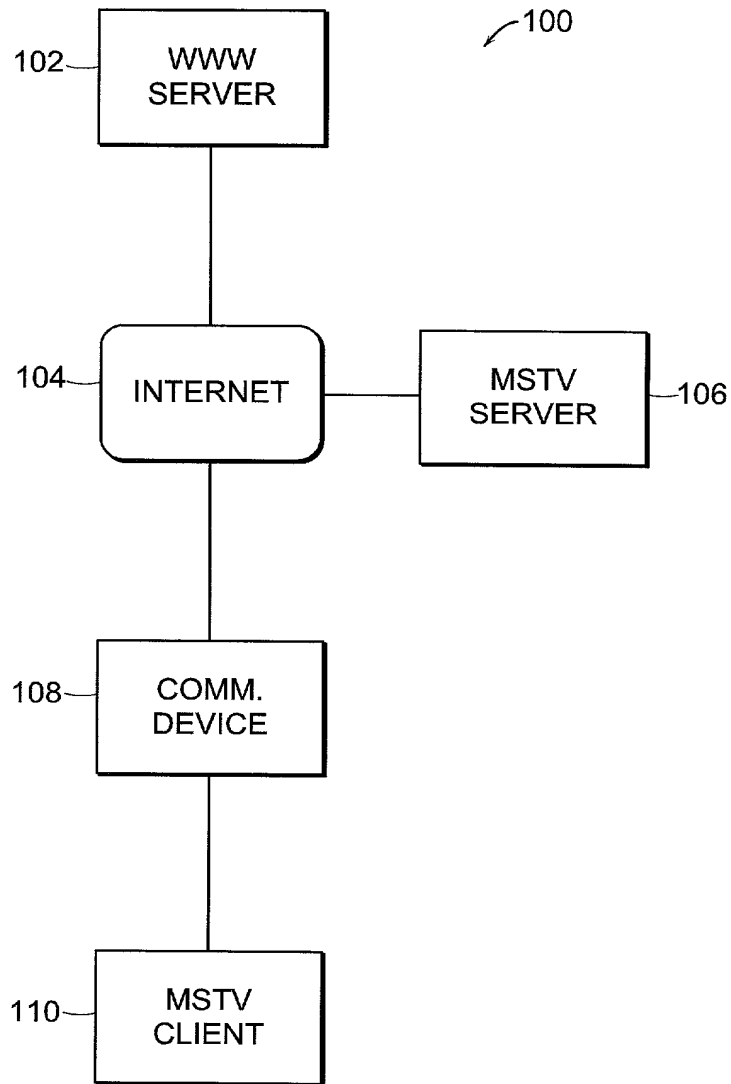 100
102
WWW
SERVER
104
INTERNET
MSTV
SERVER
106
108
COMM.
DEVICE
110
MSTV
CLIENT